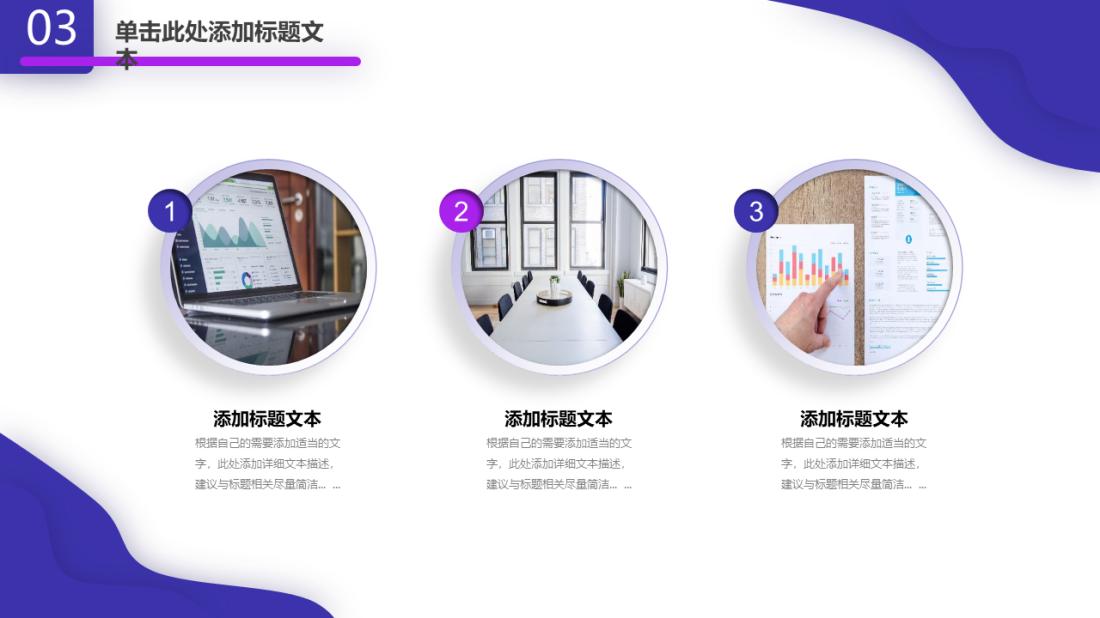 03
单击此处添加标题文
本
1
2
3
添加标题文本
根据自己的需要添加适当的文
字，此处添加详细文本描述，
建议与标题相关尽量简洁... ...
添加标题文本
根据自己的需要添加适当的文
字，此处添加详细文本描述，
建议与标题相关尽量简洁... ...
添加标题文本
根据自己的需要添加适当的文
字，此处添加详细文本描述，
建议与标题相关尽量简洁... ...